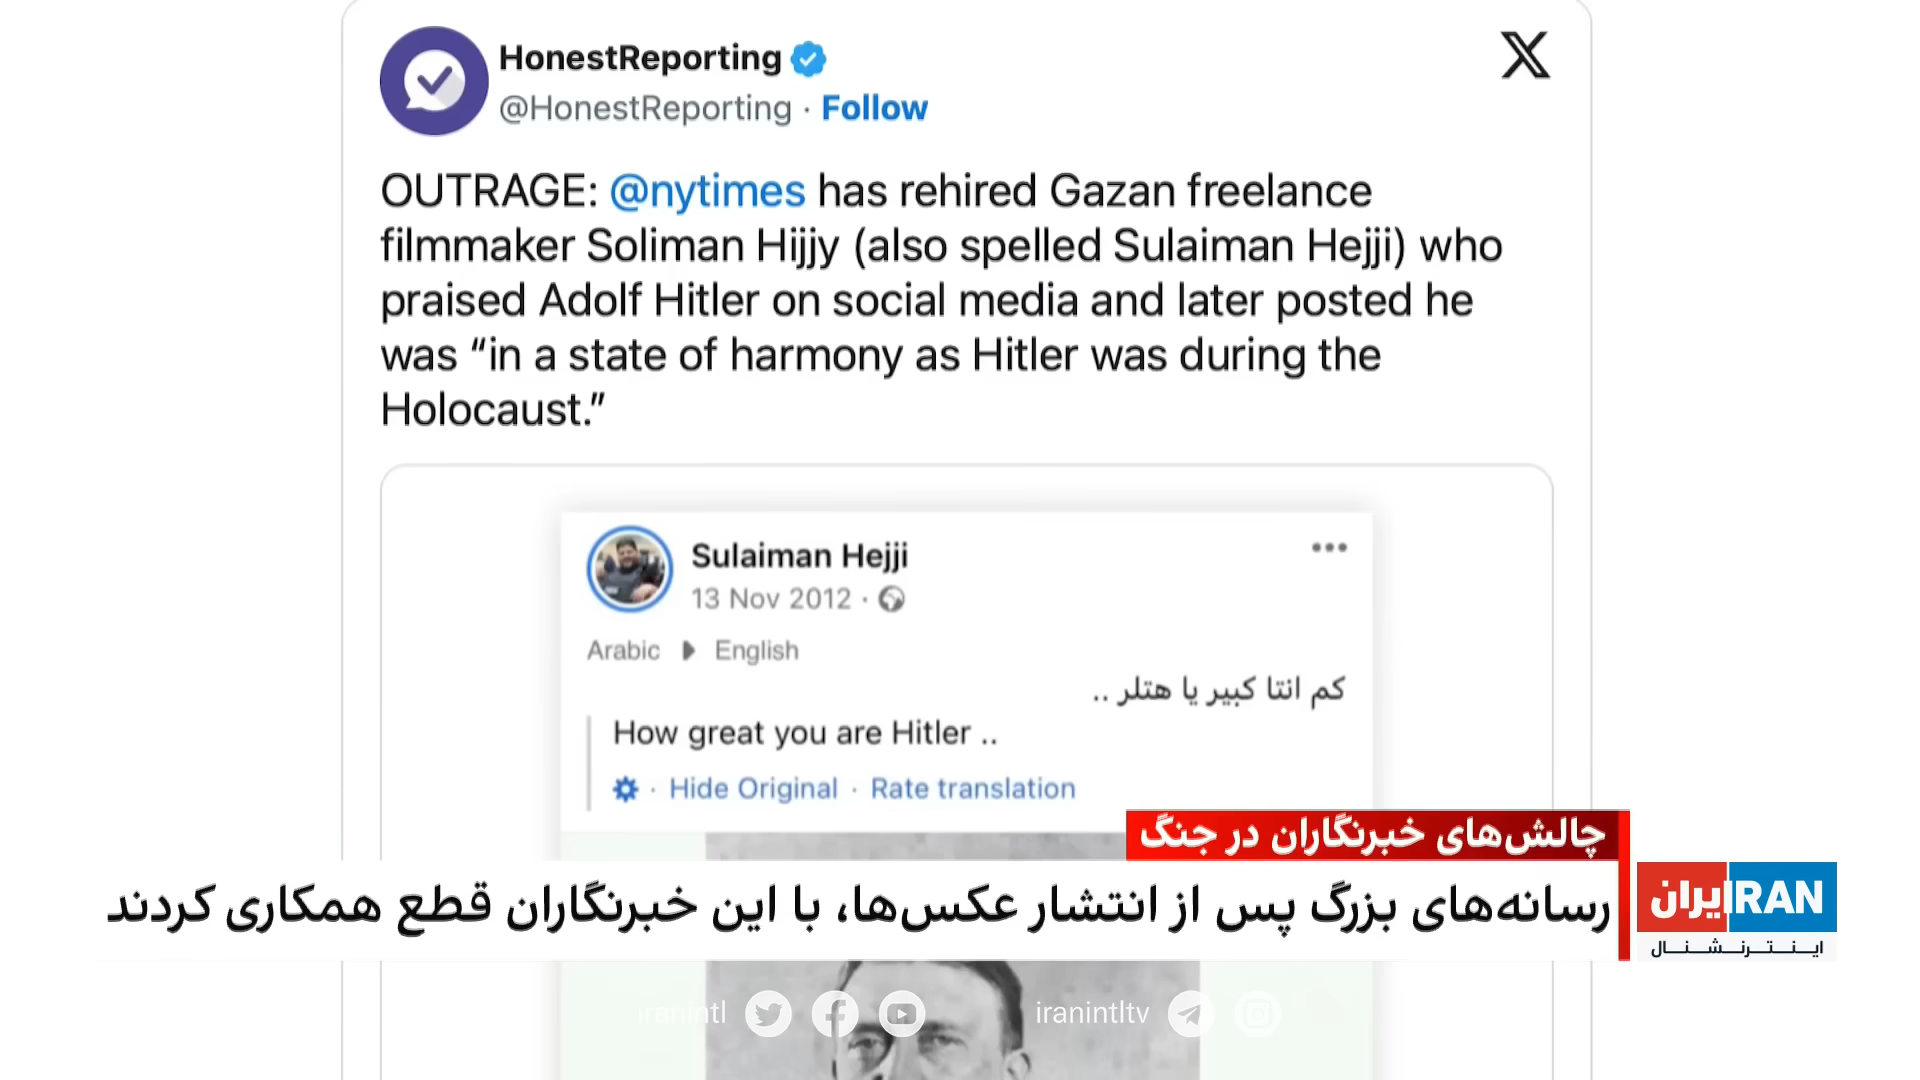 HonestReporting
@HonestReporting · Follow
OUTRAGE: @nytimes has rehired Gazan freelance
filmmaker Soliman Hijjy (also spelled Sulaiman Hejji) who
praised Adolf Hitler on social media and later posted he
was “in a state of harmony as Hitler was during the
Holocaust.”
Sulaiman Hejji
13 Nov 2012 ·
Arabic ▸ English
كم انتا كبير يا هتلر ..
How great you are Hitler ..
· Hide Original · Rate translation
چالش‌های خبرنگاران در جنگ
رسانه‌های بزرگ پس از انتشار عکس‌ها، با این خبرنگاران قطع همکاری کردند
ایران IRAN
اینترنشنال
iranintl
iranintltv